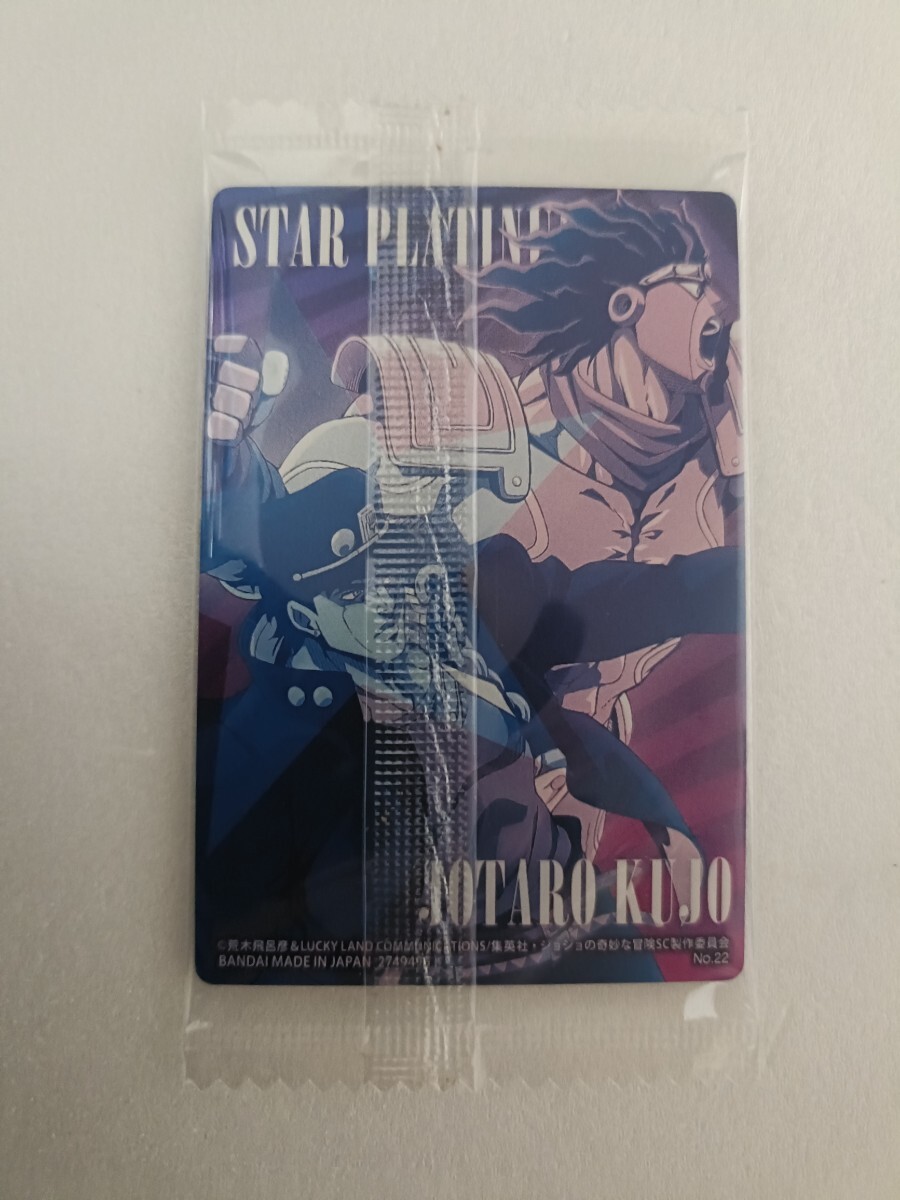 STAR PLATINU
JOTARO KUJO
©荒木飛呂彦&LUCKY LAND COMMUNICATIONS/集英社・ジョジョの奇妙な冒険SC製作委員会
BANDAI MADE IN JAPAN
No.22